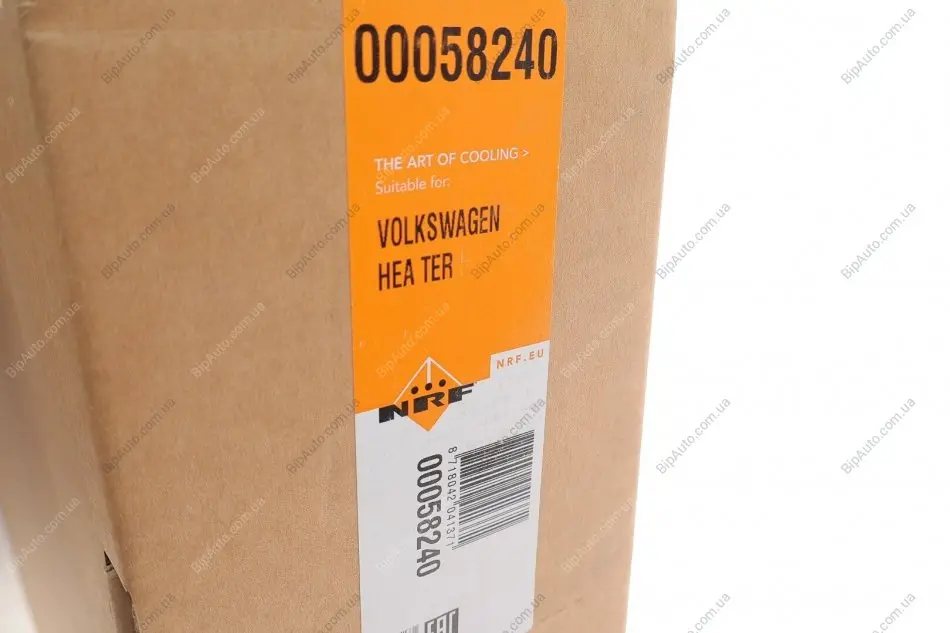 00058240
THE ART OF COOLING >
Suitable for:
VOLKSWAGEN
HEA TER
NRF.EU
NRF
8 718042 041371
00058240
EAC
BipAuto.com.ua